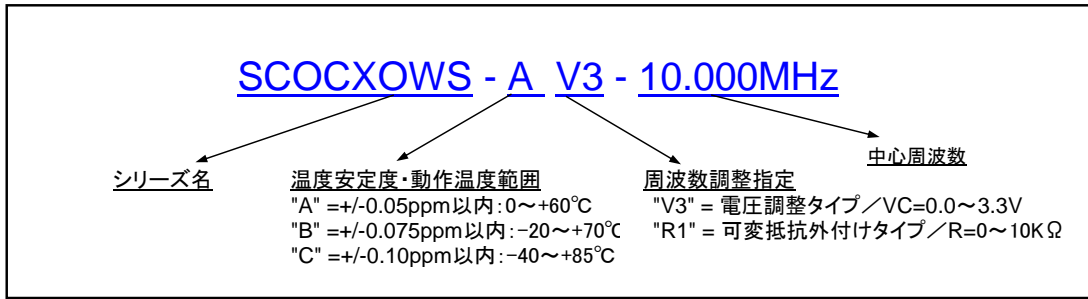 SCOCXOWS - A V3 - 10.000MHz
中心周波数
シリーズ名
温度安定度・動作温度範囲
"A" =+/-0.05ppm以内:0～+60℃
"B" =+/-0.075ppm以内:-20～+70℃
"C" =+/-0.10ppm以内:-40～+85℃
周波数調整指定
"V3" = 電圧調整タイプ／VC=0.0～3.3V
"R1" = 可変抵抗外付けタイプ／R=0～10KΩ